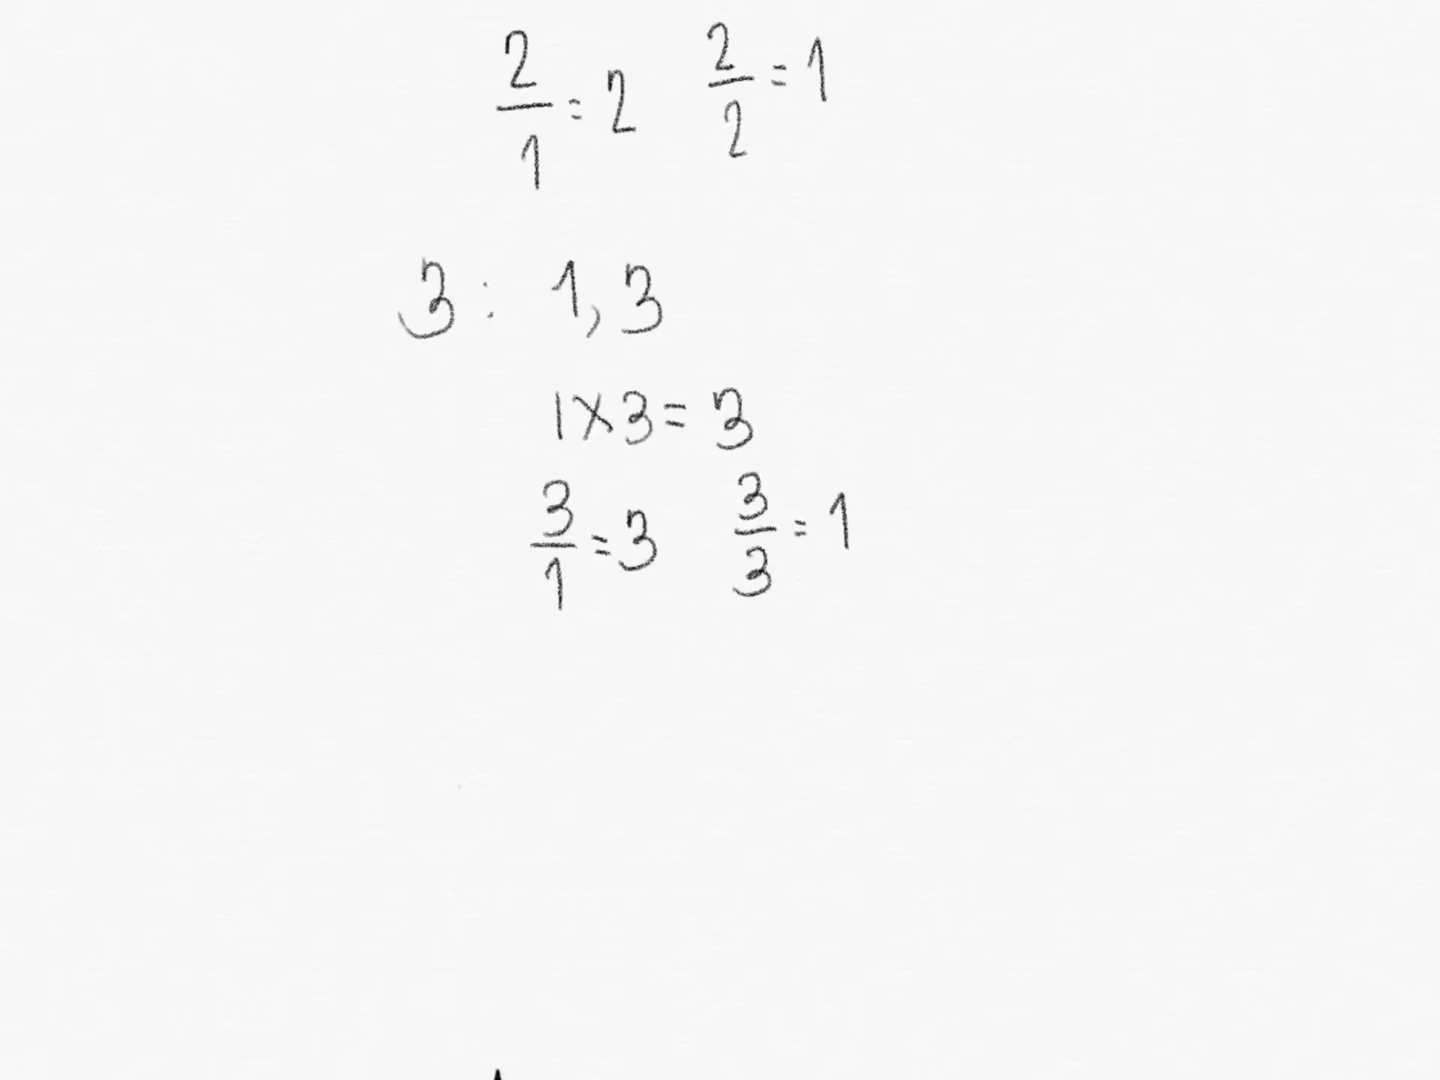 2/1 = 2   2/2 = 1
3 : 1, 3
1 × 3 = 3
3/1 = 3   3/3 = 1